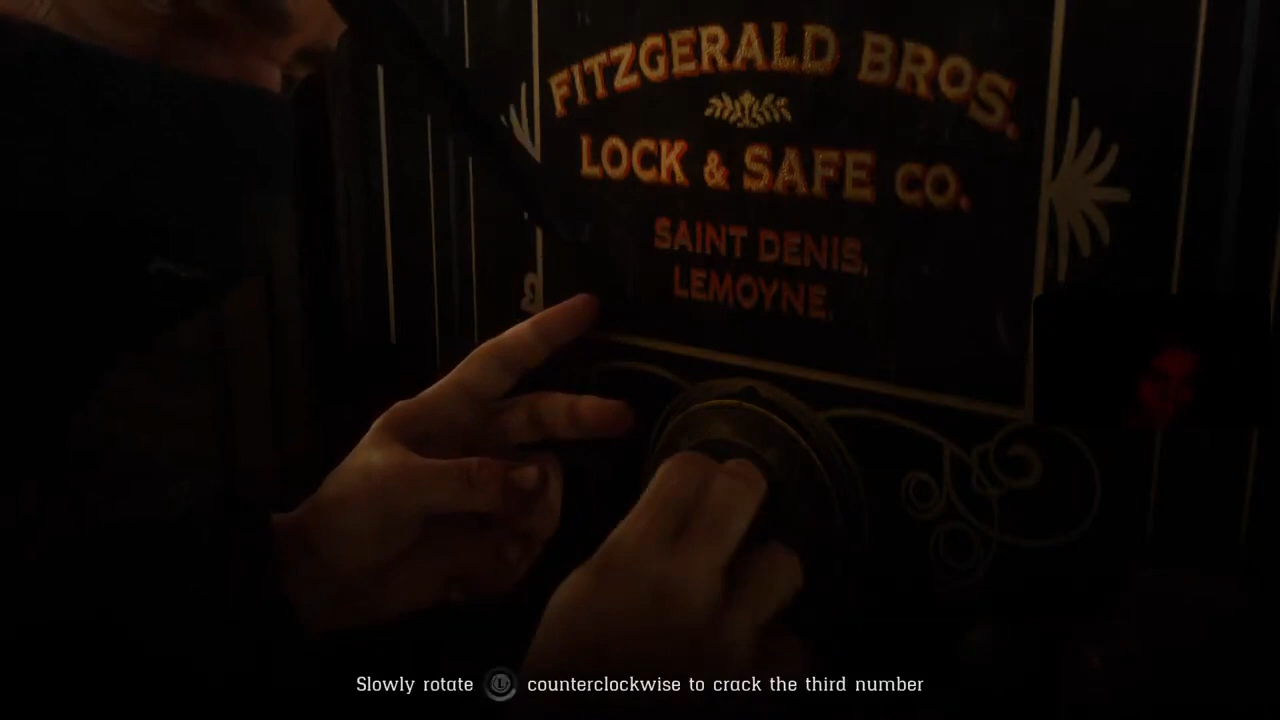 FITZGERALD BROS.
LOCK & SAFE CO.
SAINT DENIS,
LEMOYNE.
Slowly rotate L counterclockwise to crack the third number